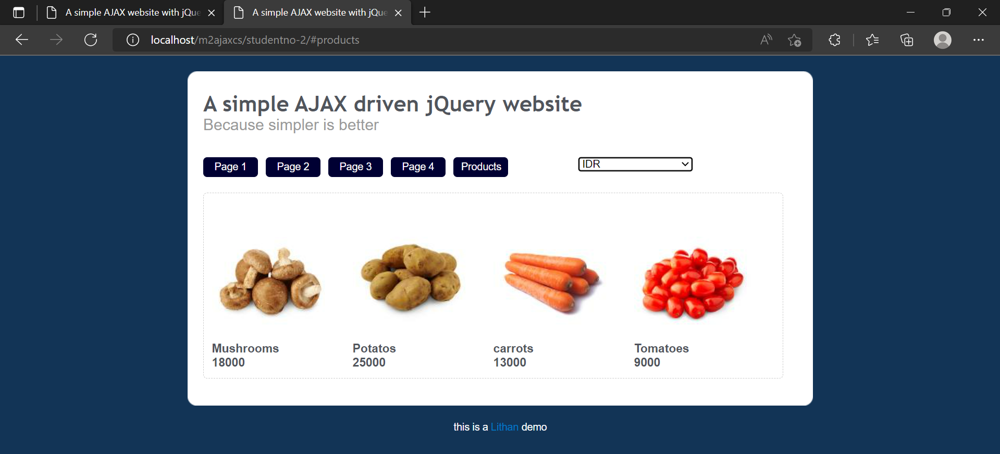 A simple AJAX website with jQue
A simple AJAX website with jQue
localhost/m2ajaxcs/studentno-2/#products
A simple AJAX driven jQuery website
Because simpler is better
Page 1 Page 2 Page 3 Page 4 Products IDR
Mushrooms Potatos carrots Tomatoes
18000 25000 13000 9000
this is a Lithan demo